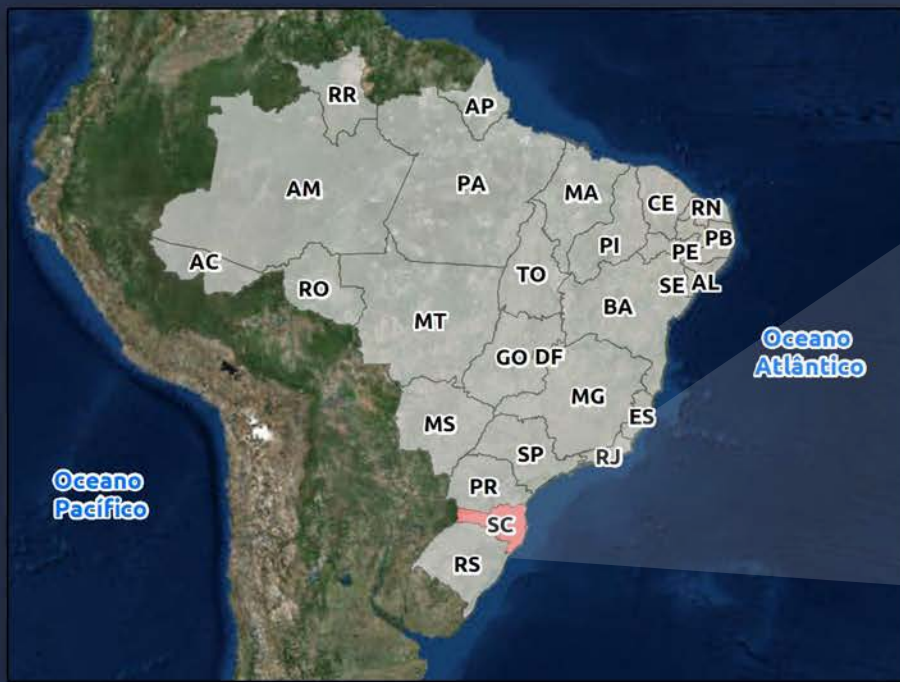 RR
AP
AM
PA
MA
CE
RN
PB
PI
PE
AC
TO
SE AL
RO
BA
MT
Oceano
Atlântico
GO DF
MG
ES
MS
SP
RJ
Oceano
Pacífico
PR
SC
RS